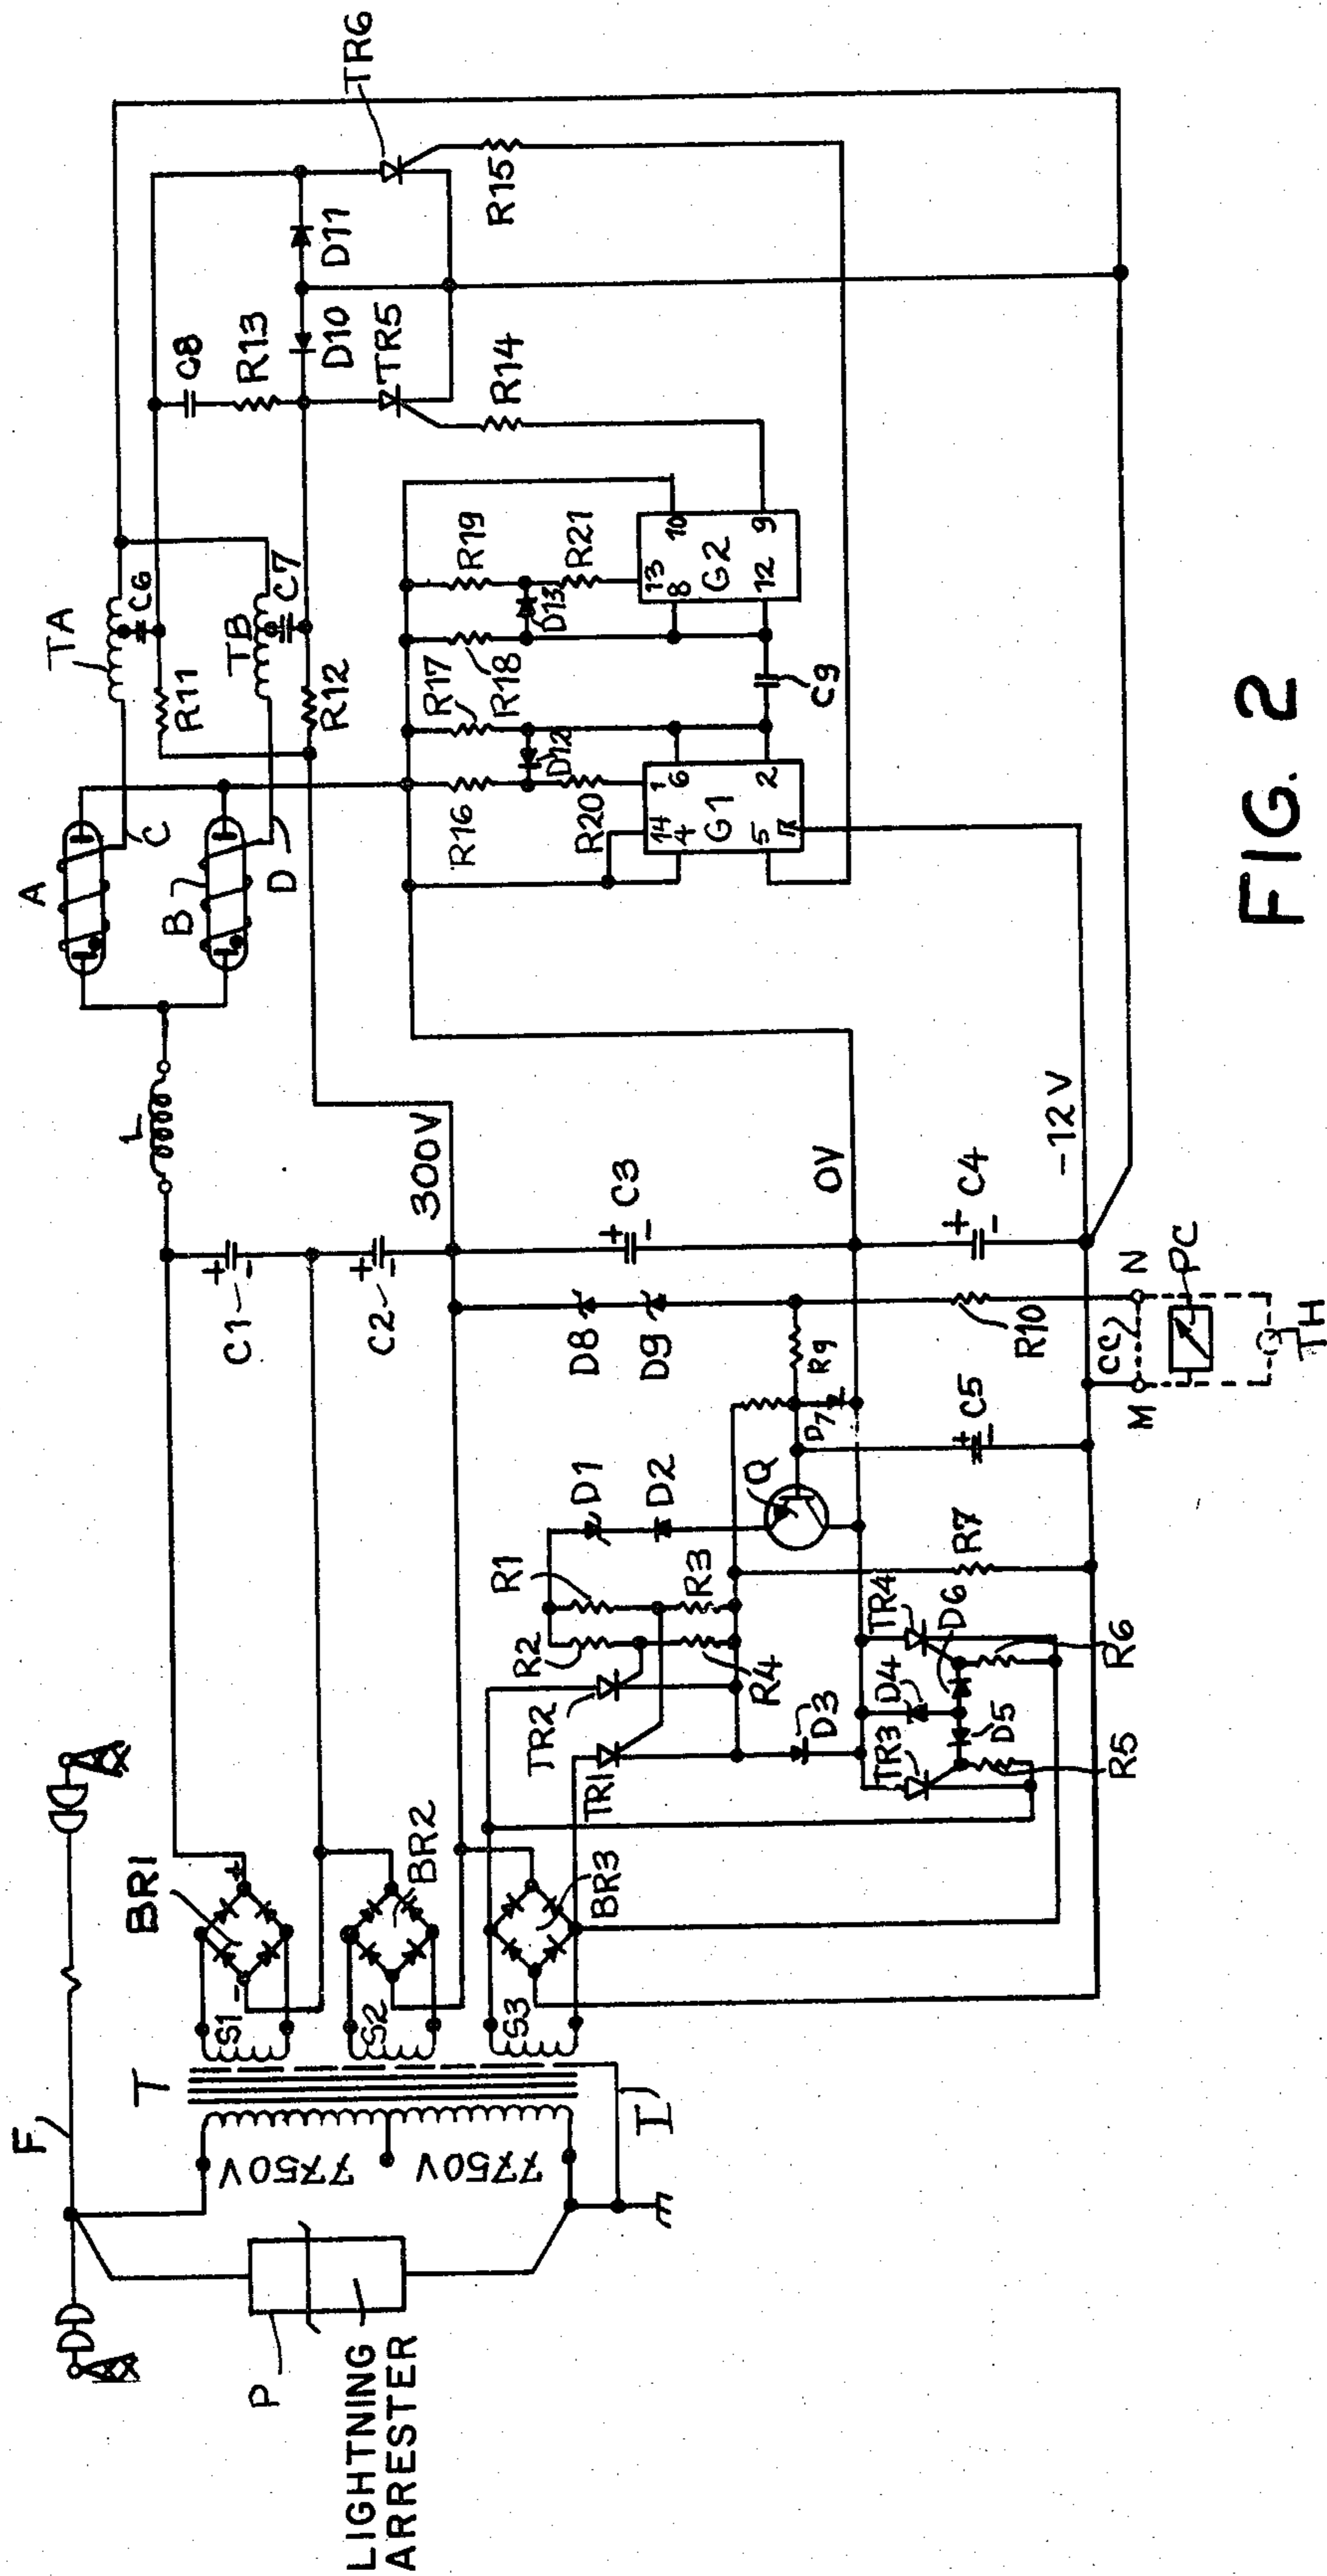 F
P
LIGHTNING
ARRESTER
7750V
7750V
T
I
S1
S2
S3
BR1
+
-
BR2
BR3
TR1
TR2
R2
R1
R3
R4
D1
D2
D3
TR3
TR4
D4
D5
D6
R5
R6
R7
Q
D7
R9
C5
D8
D9
R10
M
N
CC
PC
TH
C1
+
-
C2
+
-
C3
+
-
C4
+
-
300V
0V
-12V
L
A
B
C
D
TA
TB
C6
C7
R11
R12
C8
R13
D10
D11
TR5
TR6
R14
R15
R16
R17
R18
R19
R20
R21
D12
D13
G1
14
4
1
6
5
2
7
C9
G2
13
8
10
12
9
FIG. 2